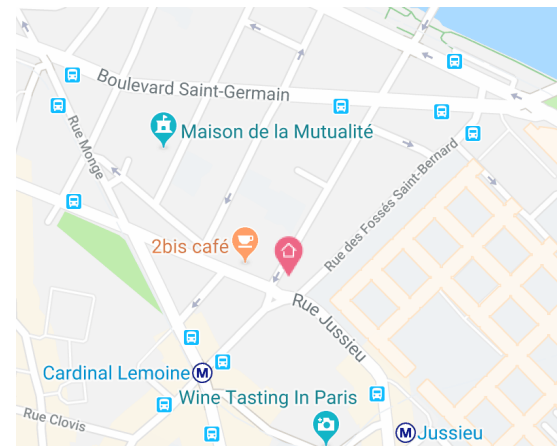 Boulevard Saint-Germain
Maison de la Mutualité
Rue Monge
Rue des Fossés Saint-Bernard
2bis café
Rue Jussieu
Cardinal Lemoine M
Wine Tasting In Paris
Rue Clovis
M Jussieu